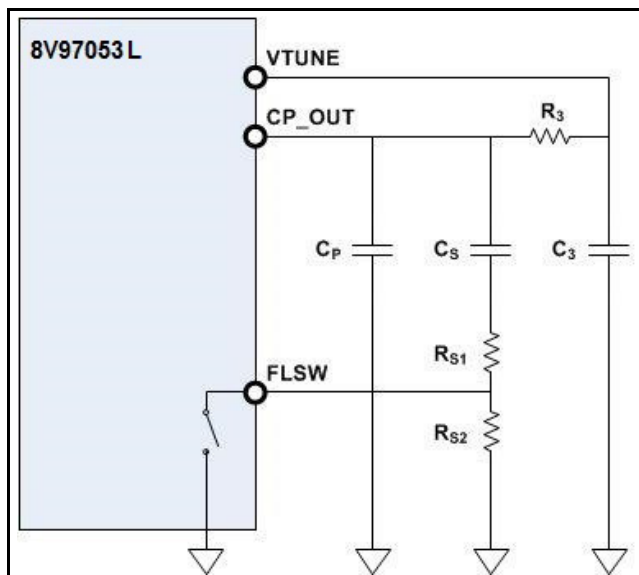 8V97053L
VTUNE
CP_OUT
R3
CP
CS
C3
RS1
FLSW
RS2